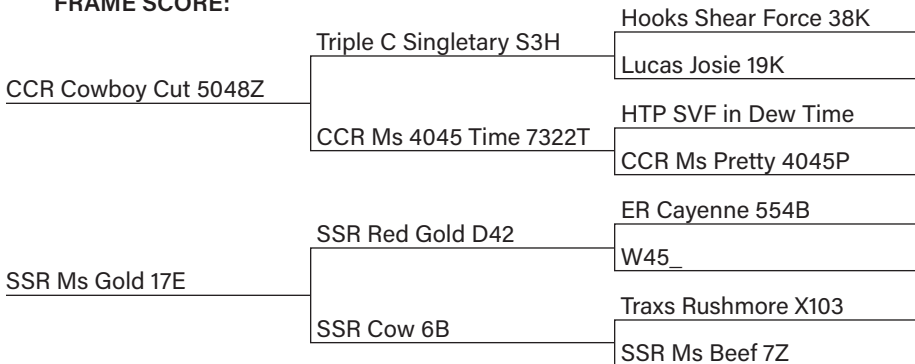 FRAME SCORE:
Hooks Shear Force 38K
Triple C Singletary S3H
Lucas Josie 19K
CCR Cowboy Cut 5048Z
HTP SVF in Dew Time
CCR Ms 4045 Time 7322T
CCR Ms Pretty 4045P
ER Cayenne 554B
SSR Red Gold D42
W45_
SSR Ms Gold 17E
Traxs Rushmore X103
SSR Cow 6B
SSR Ms Beef 7Z